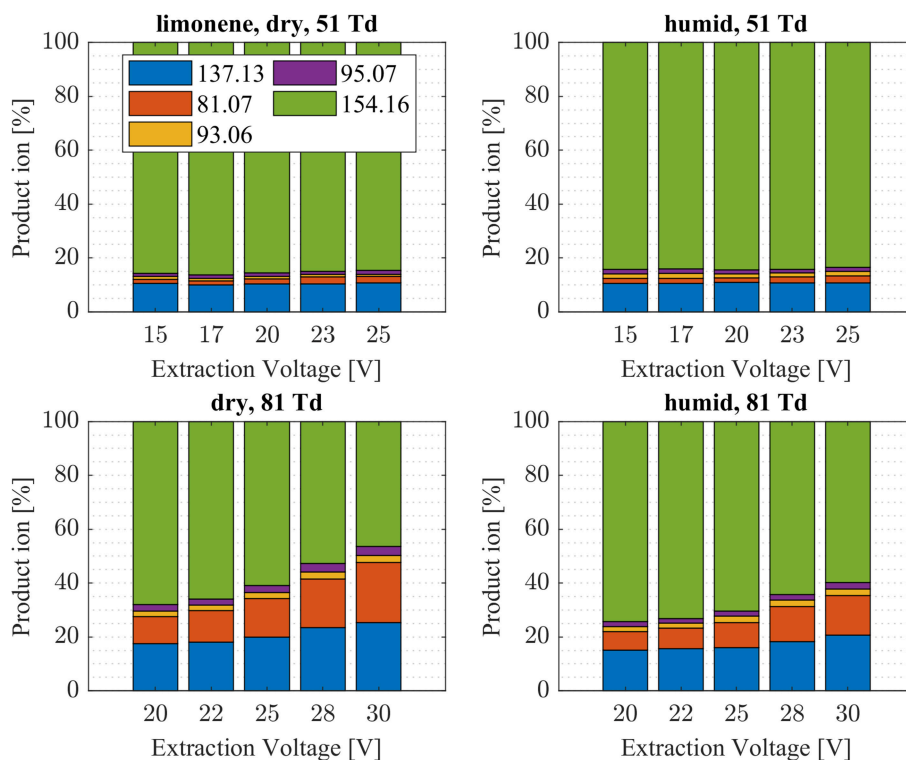 limonene, dry, 51 Td
100
80
60
40
20
0
Product ion [%]
137.13
81.07
93.06
95.07
154.16
15 17 20 23 25
Extraction Voltage [V]
humid, 51 Td
100
80
60
40
20
0
Product ion [%]
15 17 20 23 25
Extraction Voltage [V]
dry, 81 Td
100
80
60
40
20
0
Product ion [%]
20 22 25 28 30
Extraction Voltage [V]
humid, 81 Td
100
80
60
40
20
0
Product ion [%]
20 22 25 28 30
Extraction Voltage [V]